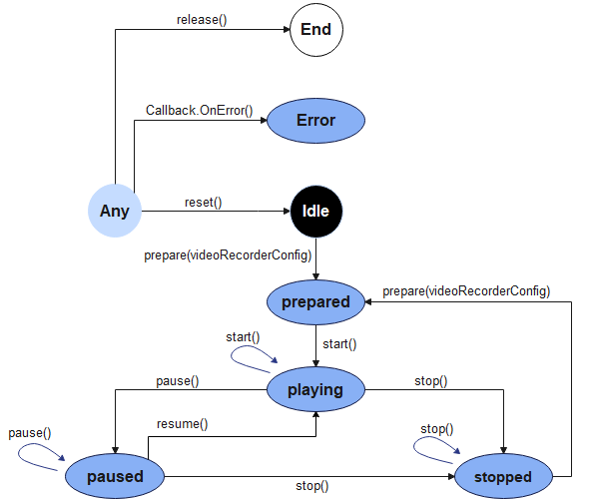 release()
End
Callback.OnError()
Error
Any
reset()
Idle
prepare(videoRecorderConfig)
prepared
prepare(videoRecorderConfig)
start()
start()
pause()
playing
stop()
resume()
pause()
stop()
paused
stop()
stopped